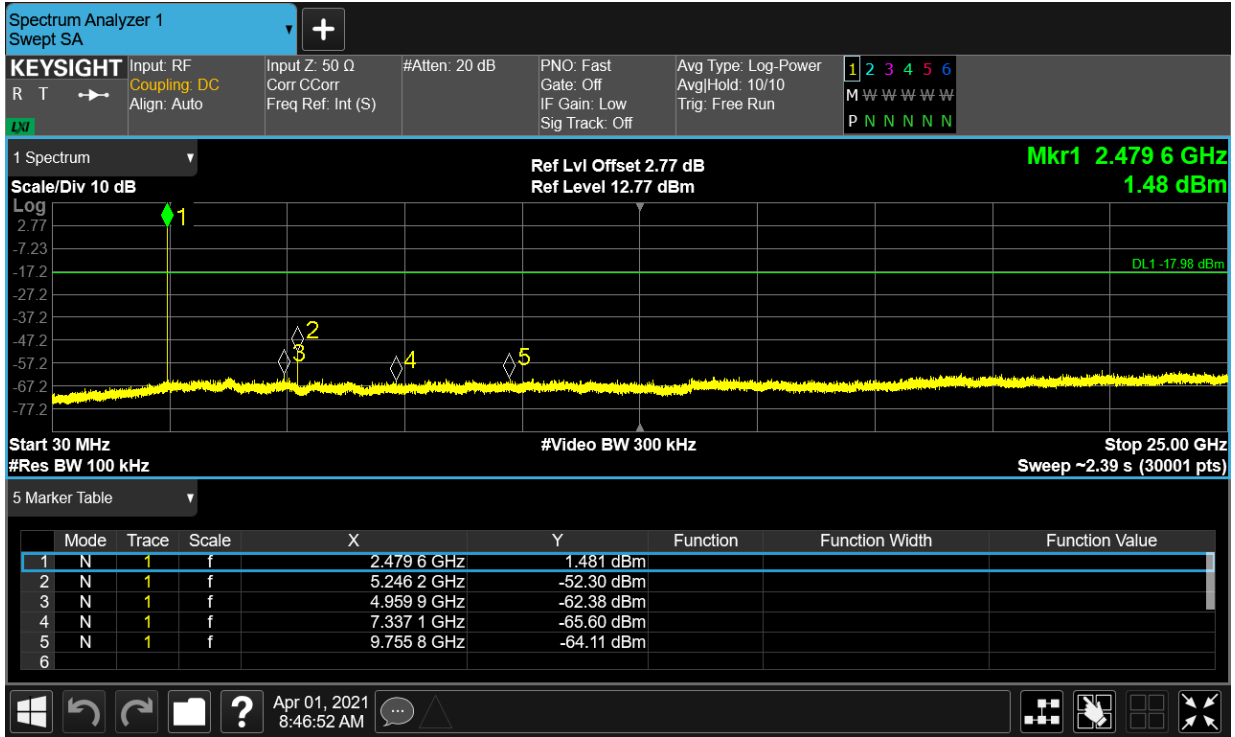 Spectrum Analyzer 1
Swept SA
KEYSIGHT
R T
LXI
Input: RF
Coupling: DC
Align: Auto
Input Z: 50 Ω
Corr CCorr
Freq Ref: Int (S)
#Atten: 20 dB
PNO: Fast
Gate: Off
IF Gain: Low
Sig Track: Off
Avg Type: Log-Power
Avg|Hold: 10/10
Trig: Free Run
1 2 3 4 5 6
M W W W W W
P N N N N N
1 Spectrum
Scale/Div 10 dB
Ref Lvl Offset 2.77 dB
Ref Level 12.77 dBm
Mkr1 2.479 6 GHz
1.48 dBm
Log
2.77
-7.23
-17.2
-27.2
-37.2
-47.2
-57.2
-67.2
-77.2
1
DL1 -17.98 dBm
2
3
4
5
Start 30 MHz
#Video BW 300 kHz
Stop 25.00 GHz
#Res BW 100 kHz
Sweep ~2.39 s (30001 pts)
5 Marker Table
Mode Trace Scale X Y Function Function Width Function Value
1 N 1 f 2.479 6 GHz 1.481 dBm
2 N 1 f 5.246 2 GHz -52.30 dBm
3 N 1 f 4.959 9 GHz -62.38 dBm
4 N 1 f 7.337 1 GHz -65.60 dBm
5 N 1 f 9.755 8 GHz -64.11 dBm
6
?
Apr 01, 2021
8:46:52 AM